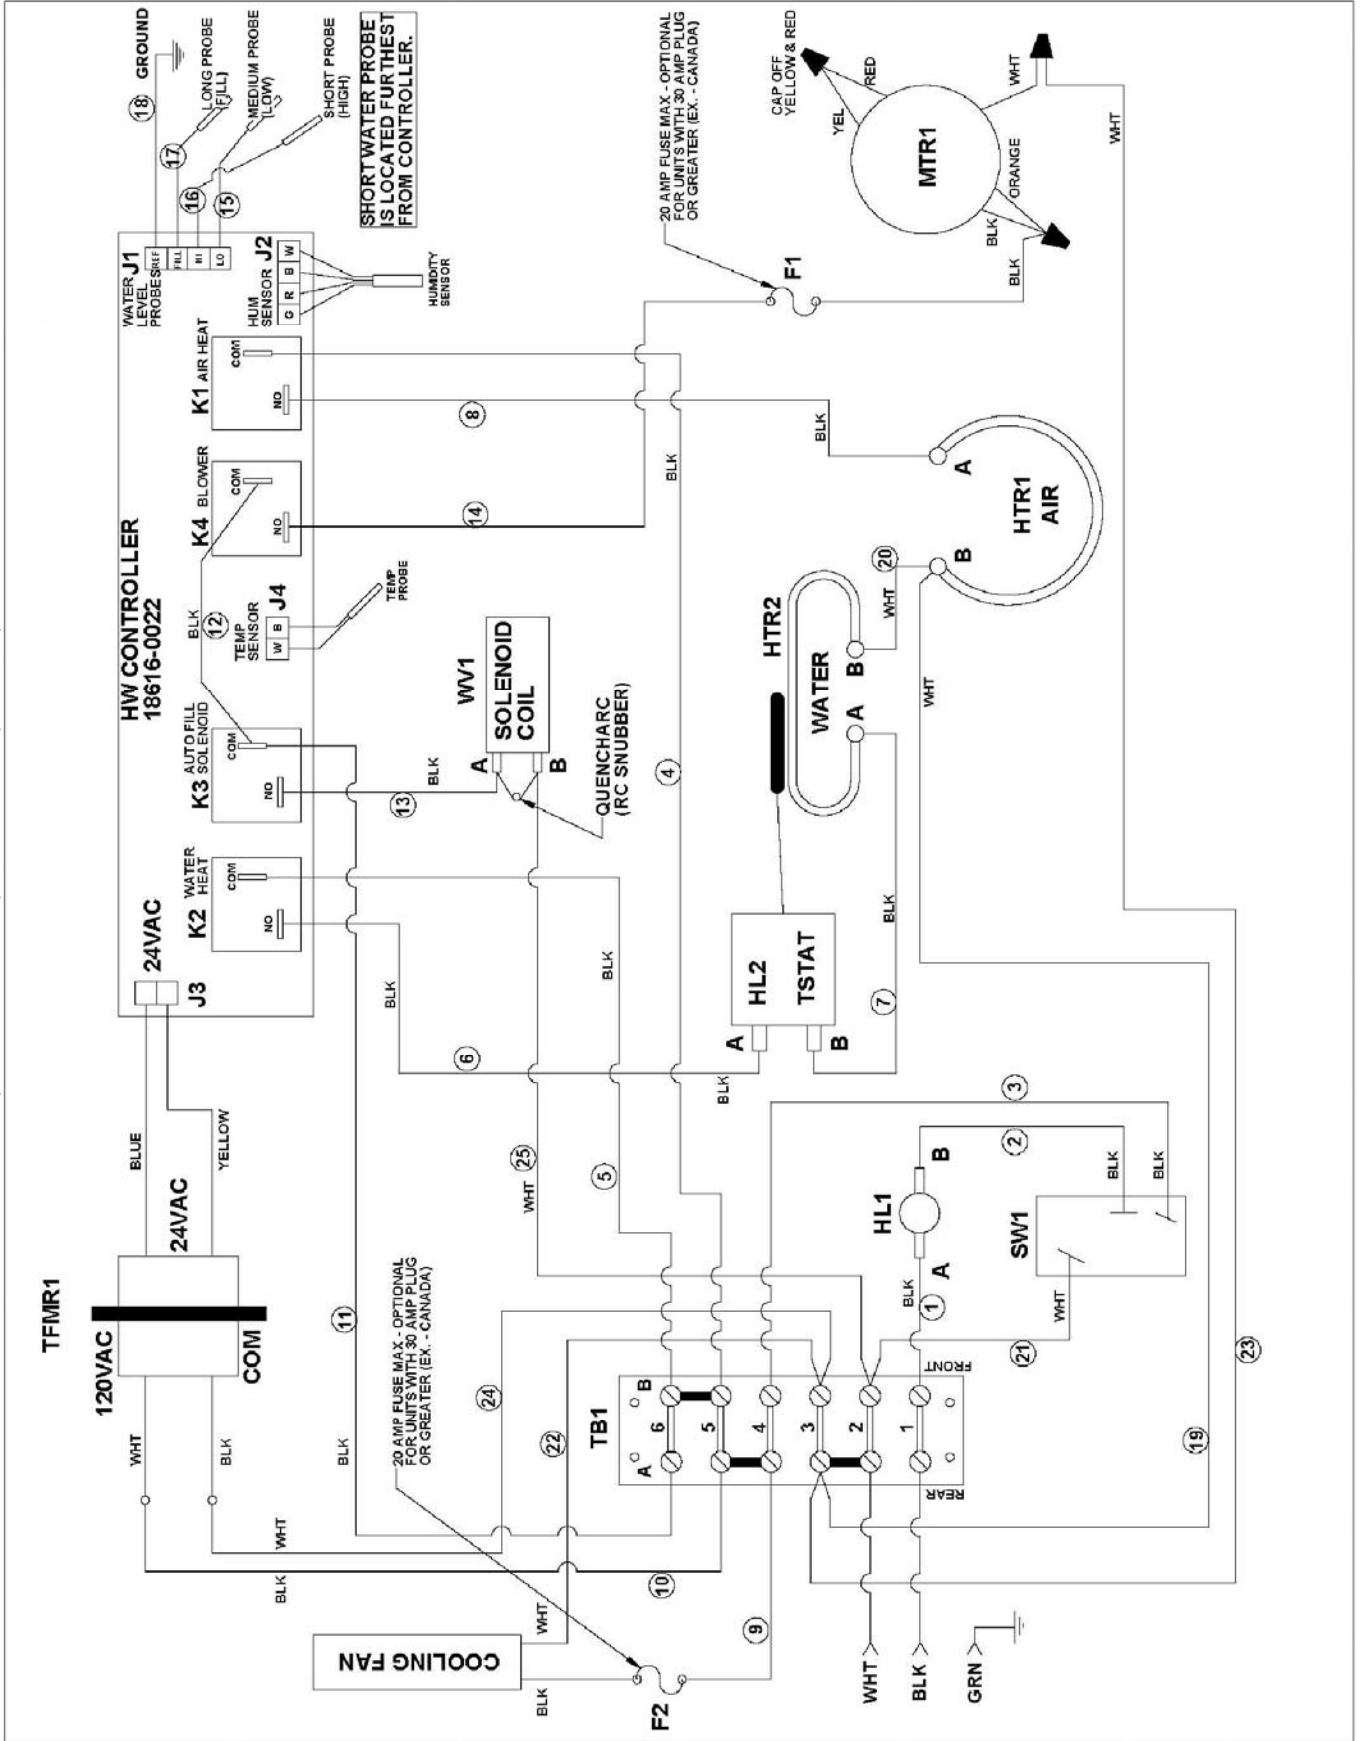 TFMR1
120VAC
24VAC
COM
WHT
BLK
BLUE
YELLOW
24VAC
J3
HW CONTROLLER
18616-0022
K2
WATER
HEAT
COM
NO
K3
AUTO FILL
SOLENOID
COM
NO
BLK
12
TEMP
SENSOR
J4
W
B
TEMP
PROBE
K4
BLOWER
COM
NO
K1
AIR HEAT
COM
NO
WATER
LEVEL
PROBES
J1
REF
FILL
HI
LO
HUM
SENSOR
J2
G
R
B
W
HUMIDITY
SENSOR
18
GROUND
17
LONG PROBE
(FILL)
16
MEDIUM PROBE
(LOW)
15
SHORT PROBE
(HIGH)
SHORT WATER PROBE
IS LOCATED FURTHEST
FROM CONTROLLER.
BLK
WHT
BLK
11
24
22
20 AMP FUSE MAX - OPTIONAL
FOR UNITS WITH 30 AMP PLUG
OR GREATER (EX. - CANADA)
COOLING FAN
WHT
BLK
F2
10
9
BLK
6
BLK
BLK
13
WV1
SOLENOID
COIL
A
B
QUENCHARC
(RC SNUBBER)
25
WHT
5
BLK
4
BLK
14
8
20 AMP FUSE MAX - OPTIONAL
FOR UNITS WITH 30 AMP PLUG
OR GREATER (EX. - CANADA)
F1
TB1
A
B
6
5
4
3
2
1
REAR
FRONT
WHT
BLK
GRN
BLK
1
A
HL1
B
2
3
SW1
BLK
BLK
WHT
21
19
23
HL2
TSTAT
A
B
BLK
7
BLK
HTR2
WATER
A
B
WHT
20
WHT
HTR1
AIR
A
B
BLK
MTR1
CAP OFF
YELLOW & RED
YEL
RED
WHT
WHT
ORANGE
BLK
BLK